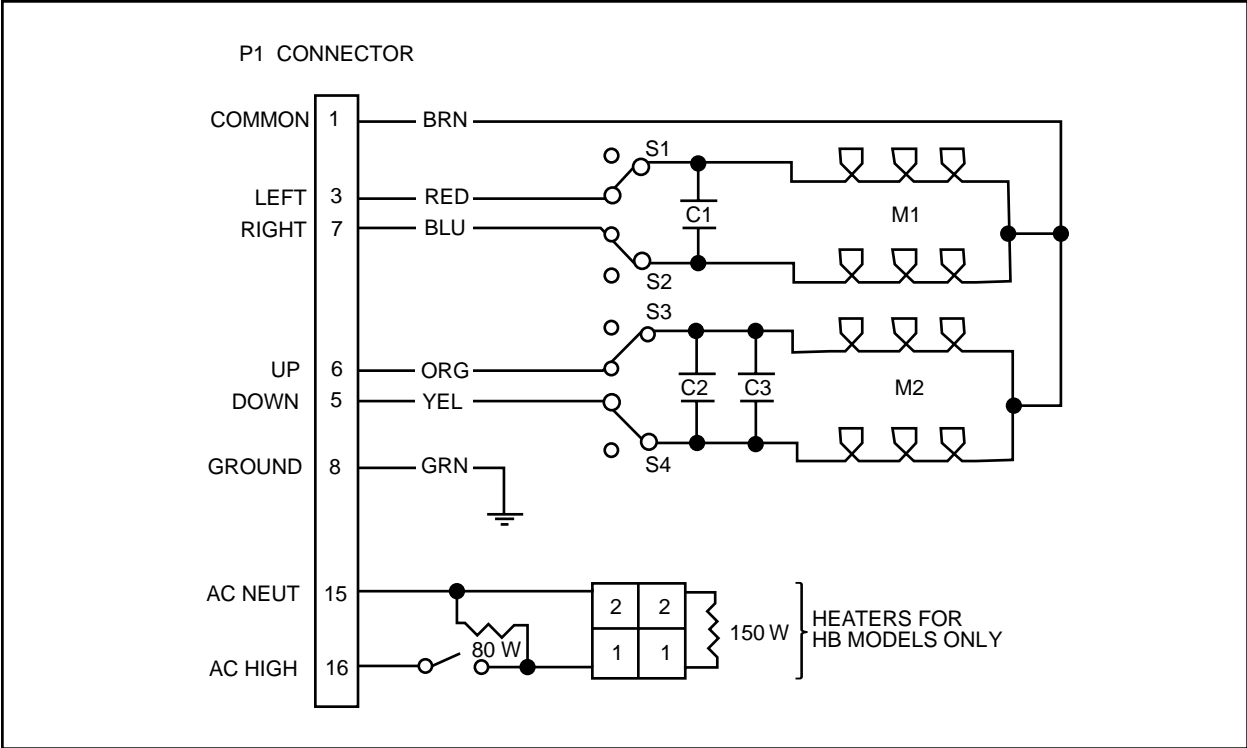 P1 CONNECTOR
COMMON 1 BRN
S1
LEFT 3 RED
C1 M1
RIGHT 7 BLU
S2
S3
UP 6 ORG
C2 C3 M2
DOWN 5 YEL
S4
GROUND 8 GRN
AC NEUT 15
2 2
80 W
1 1
150 W
HEATERS FOR
HB MODELS ONLY
AC HIGH 16